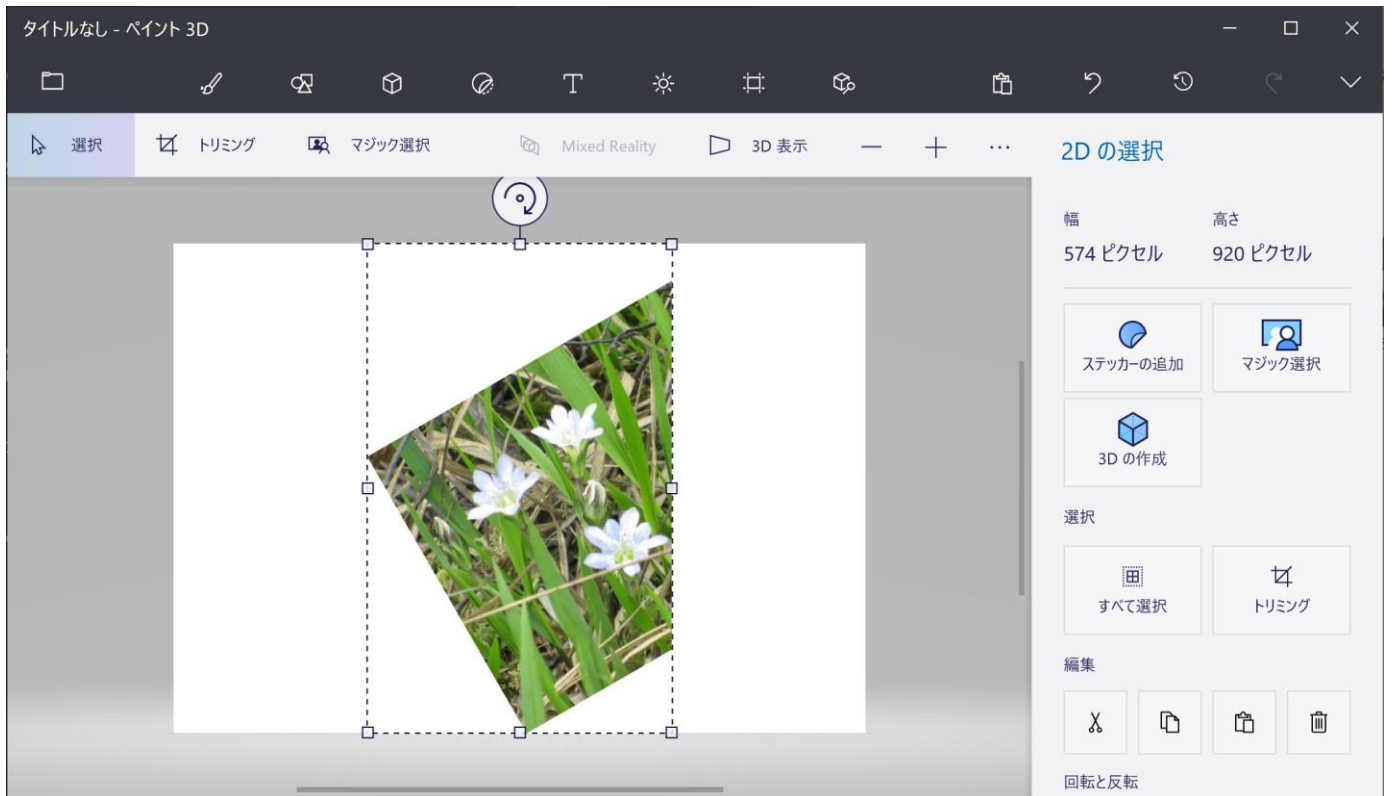 タイトルなし - ペイント 3D
選択 トリミング マジック選択 Mixed Reality 3D 表示
2D の選択
幅 高さ
574 ピクセル 920 ピクセル
ステッカーの追加 マジック選択
3D の作成
選択
すべて選択 トリミング
編集
回転と反転